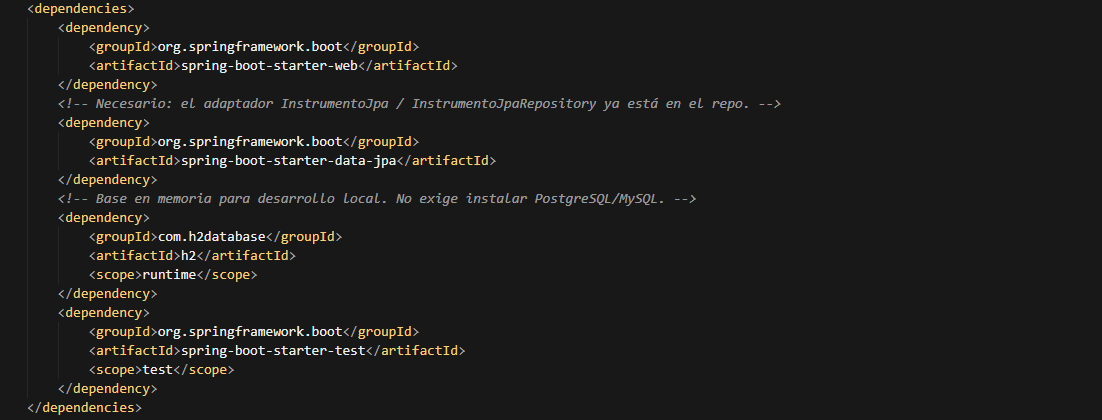 <dependencies>
<dependency>
<groupId>org.springframework.boot</groupId>
<artifactId>spring-boot-starter-web</artifactId>
</dependency>
<!-- Necesario: el adaptador InstrumentoJpa / InstrumentoJpaRepository ya está en el repo. -->
<dependency>
<groupId>org.springframework.boot</groupId>
<artifactId>spring-boot-starter-data-jpa</artifactId>
</dependency>
<!-- Base en memoria para desarrollo local. No exige instalar PostgreSQL/MySQL. -->
<dependency>
<groupId>com.h2database</groupId>
<artifactId>h2</artifactId>
<scope>runtime</scope>
</dependency>
<dependency>
<groupId>org.springframework.boot</groupId>
<artifactId>spring-boot-starter-test</artifactId>
<scope>test</scope>
</dependency>
</dependencies>